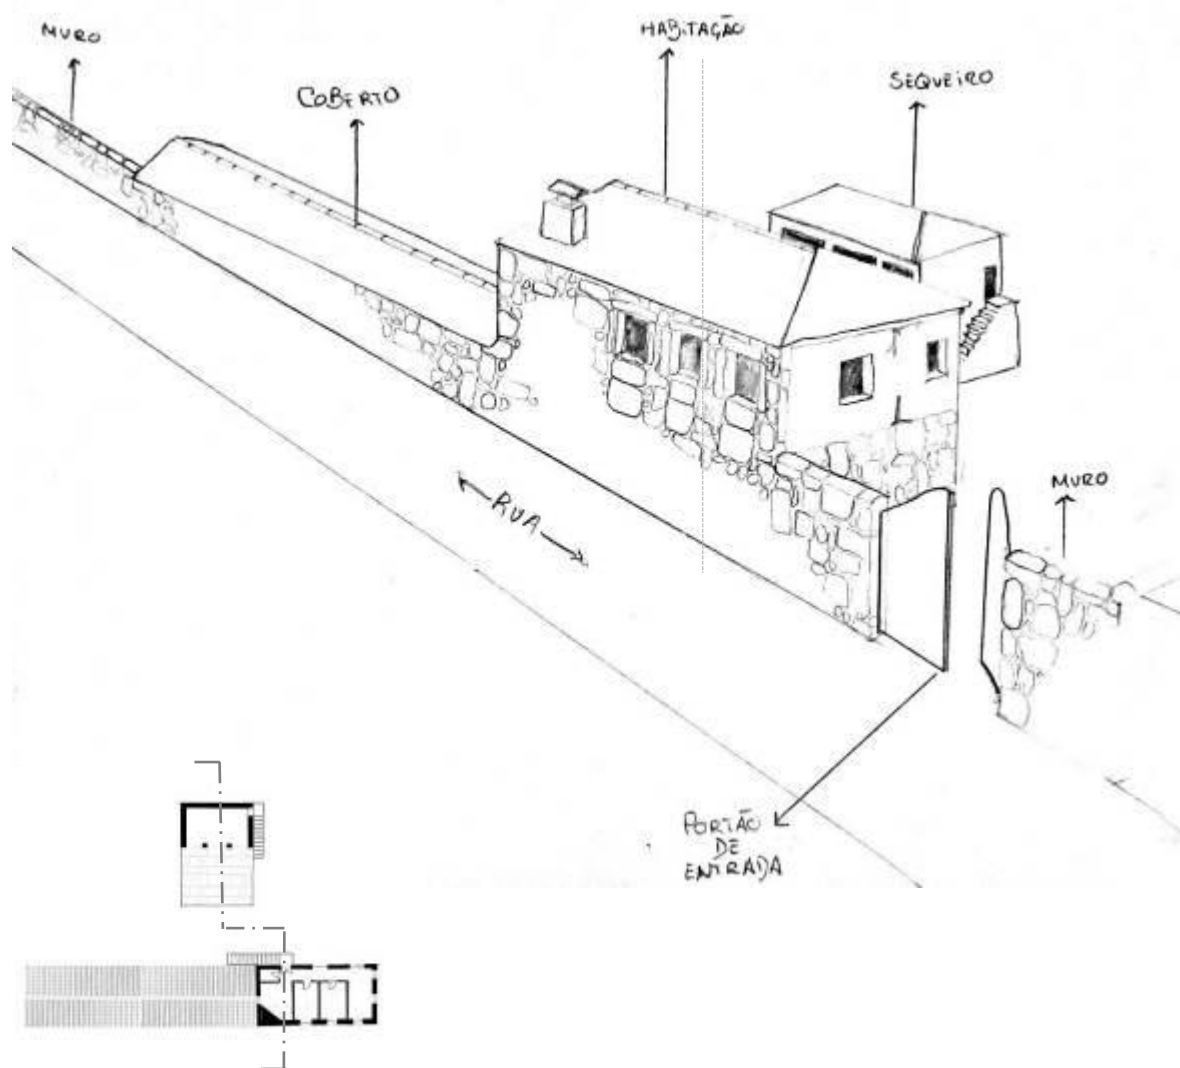 MURO
COBERTO
HABITAÇÃO
SEQUEIRO
RUA
MURO
PORTÃO
DE
ENTRADA